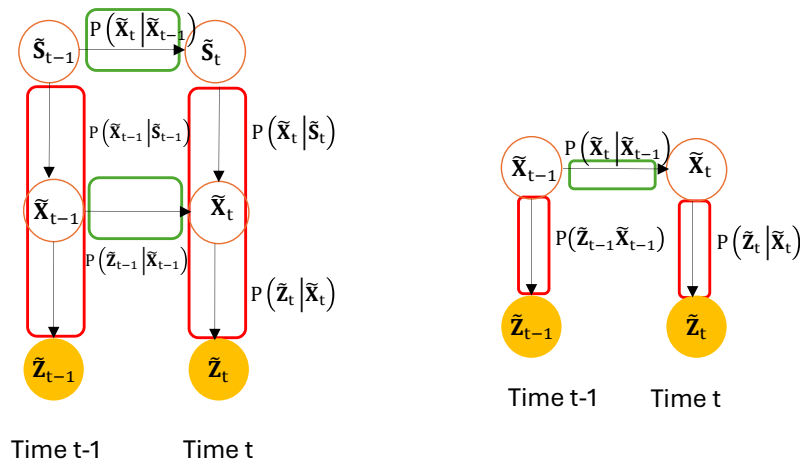 P(X̃ₜ|X̃ₜ₋₁)
S̃ₜ₋₁
S̃ₜ
P(X̃ₜ₋₁|S̃ₜ₋₁)
P(X̃ₜ|S̃ₜ)
X̃ₜ₋₁
X̃ₜ
P(Z̃ₜ₋₁|X̃ₜ₋₁)
P(Z̃ₜ|X̃ₜ)
Z̃ₜ₋₁
Z̃ₜ
Time t-1
Time t
P(X̃ₜ|X̃ₜ₋₁)
X̃ₜ₋₁
X̃ₜ
P(Z̃ₜ₋₁X̃ₜ₋₁)
P(Z̃ₜ|X̃ₜ)
Z̃ₜ₋₁
Z̃ₜ
Time t-1
Time t